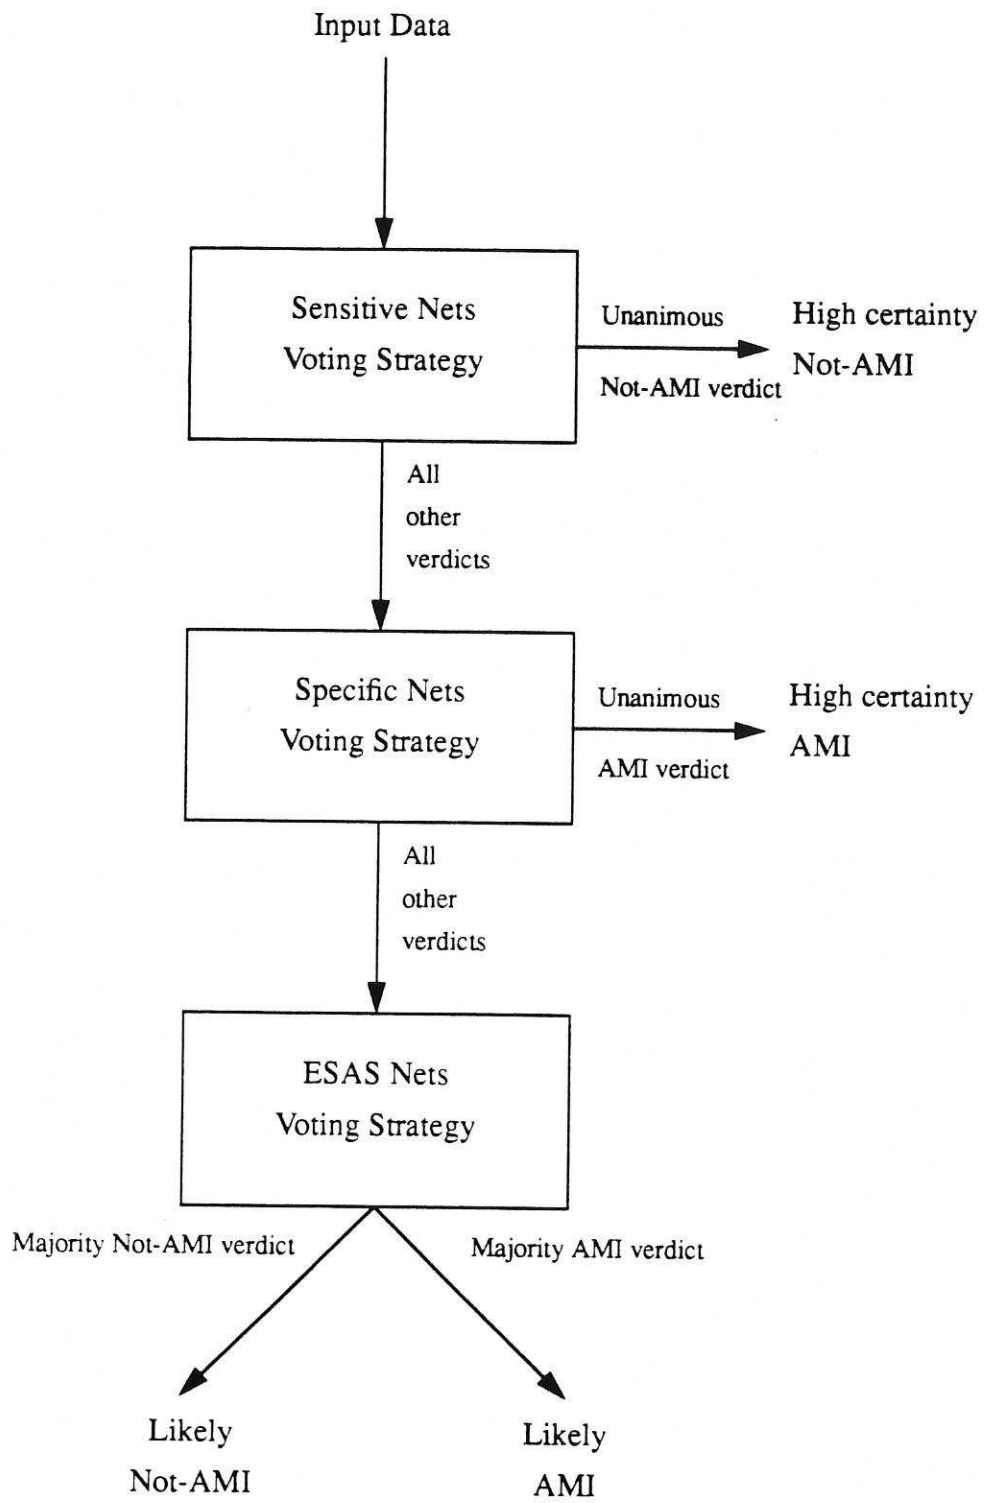 Input Data
Sensitive Nets
Voting Strategy
Unanimous
Not-AMI verdict
High certainty
Not-AMI
All
other
verdicts
Specific Nets
Voting Strategy
Unanimous
AMI verdict
High certainty
AMI
All
other
verdicts
ESAS Nets
Voting Strategy
Majority Not-AMI verdict
Majority AMI verdict
Likely
Not-AMI
Likely
AMI